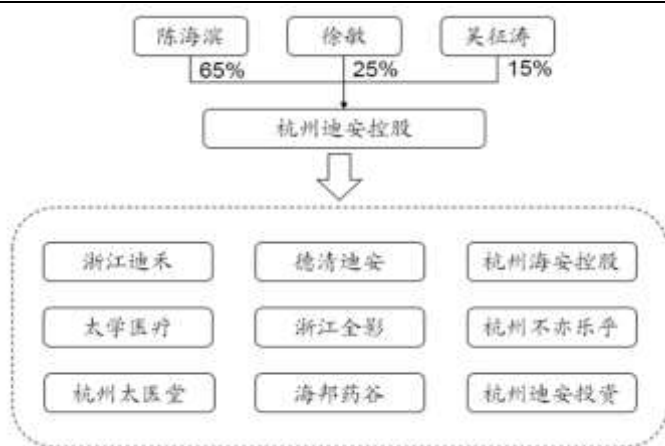 陈海滨 徐敏 吴征涛
65% 25% 15%
杭州迪安控股
浙江迪禾 德清迪安 杭州海安控股
太学医疗 浙江全影 杭州不亦乐乎
杭州太医堂 海邦药谷 杭州迪安投资